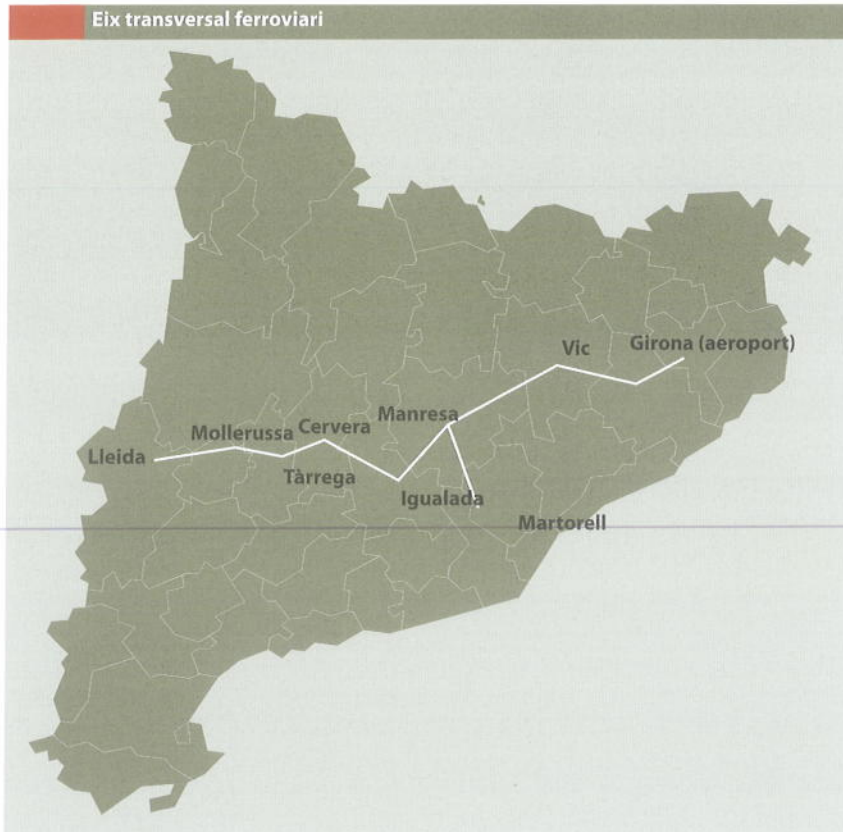 Eix transversal ferroviari
Vic
Girona (aeroport)
Manresa
Cervera
Mollerussa
Lleida
Tàrrega
Igualada
Martorell